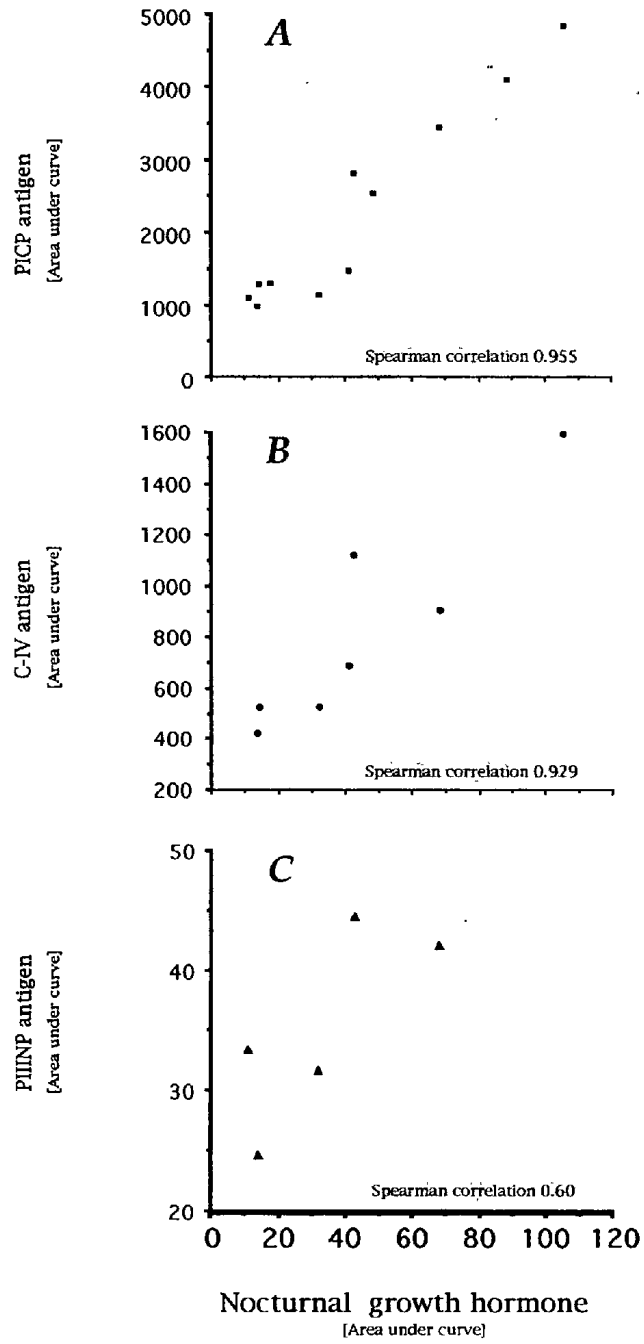 A
PICP antigen
[Area under curve]
5000
4000
3000
2000
1000
0
Spearman correlation 0.955
B
C-IV antigen
[Area under curve]
1600
1400
1200
1000
800
600
400
200
Spearman correlation 0.929
C
PIIINP antigen
[Area under curve]
50
40
30
20
Spearman correlation 0.60
0 20 40 60 80 100 120
Nocturnal growth hormone
[Area under curve]